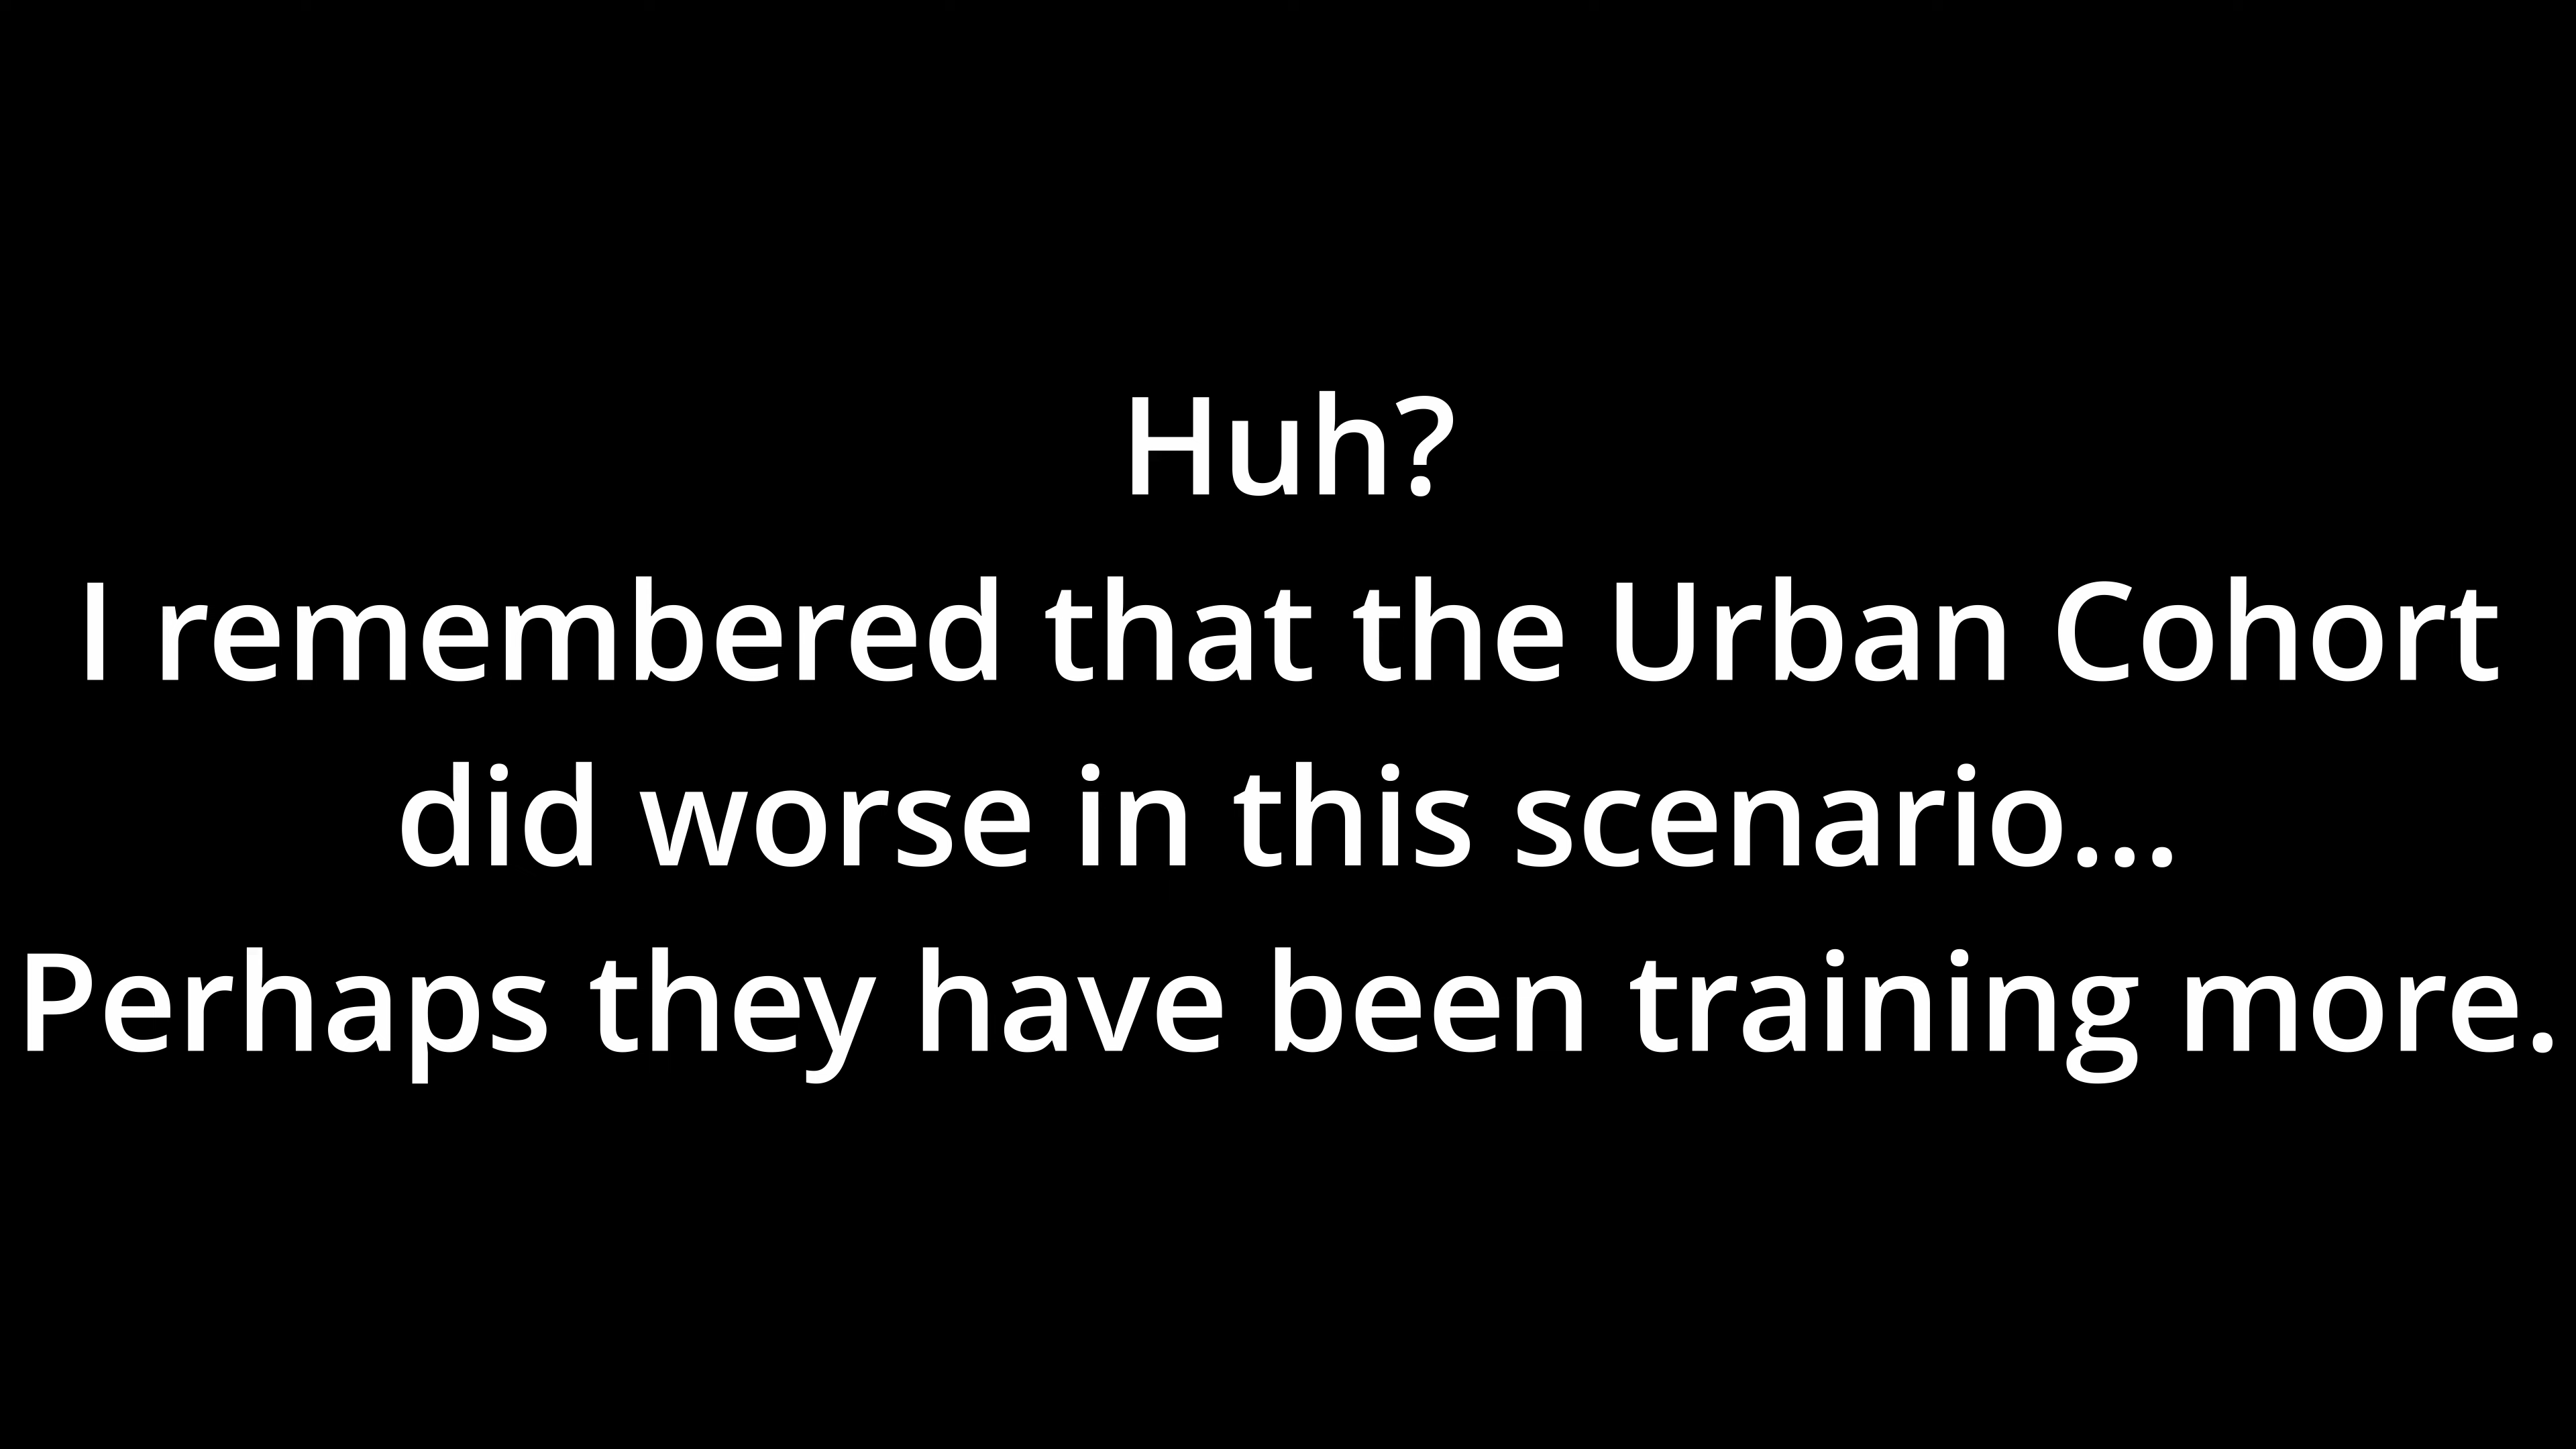 Huh?
I remembered that the Urban Cohort
did worse in this scenario...
Perhaps they have been training more.